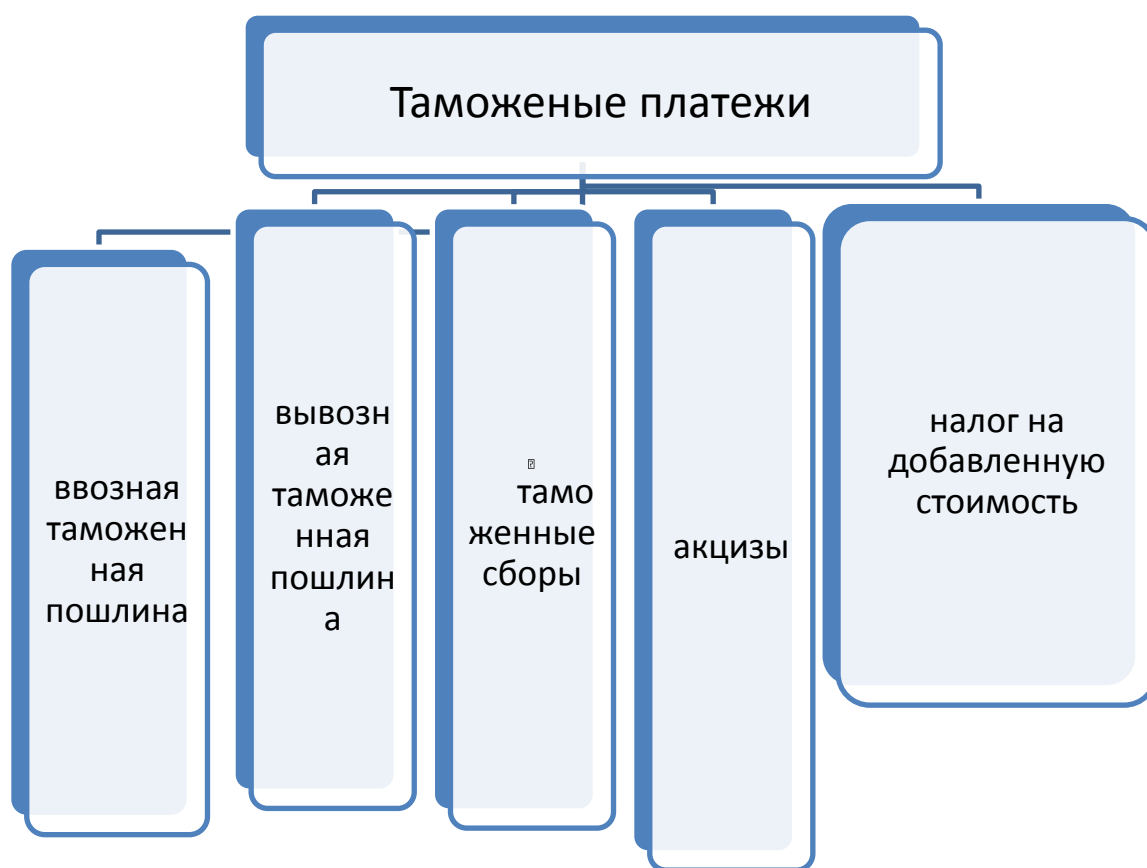 Таможеные платежи
ввозная
таможен
ная
пошлина
вывозн
ая
таможе
нная
пошлин
а
тамо
женные
сборы
акцизы
налог на
добавленную
стоимость